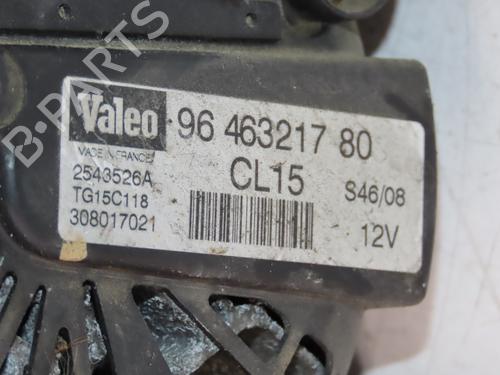 B-PARTS
Valeo 96 463217 80
MADE IN FRANCE
2543526A CL15 S46/08
TG15C118
308017021 12V